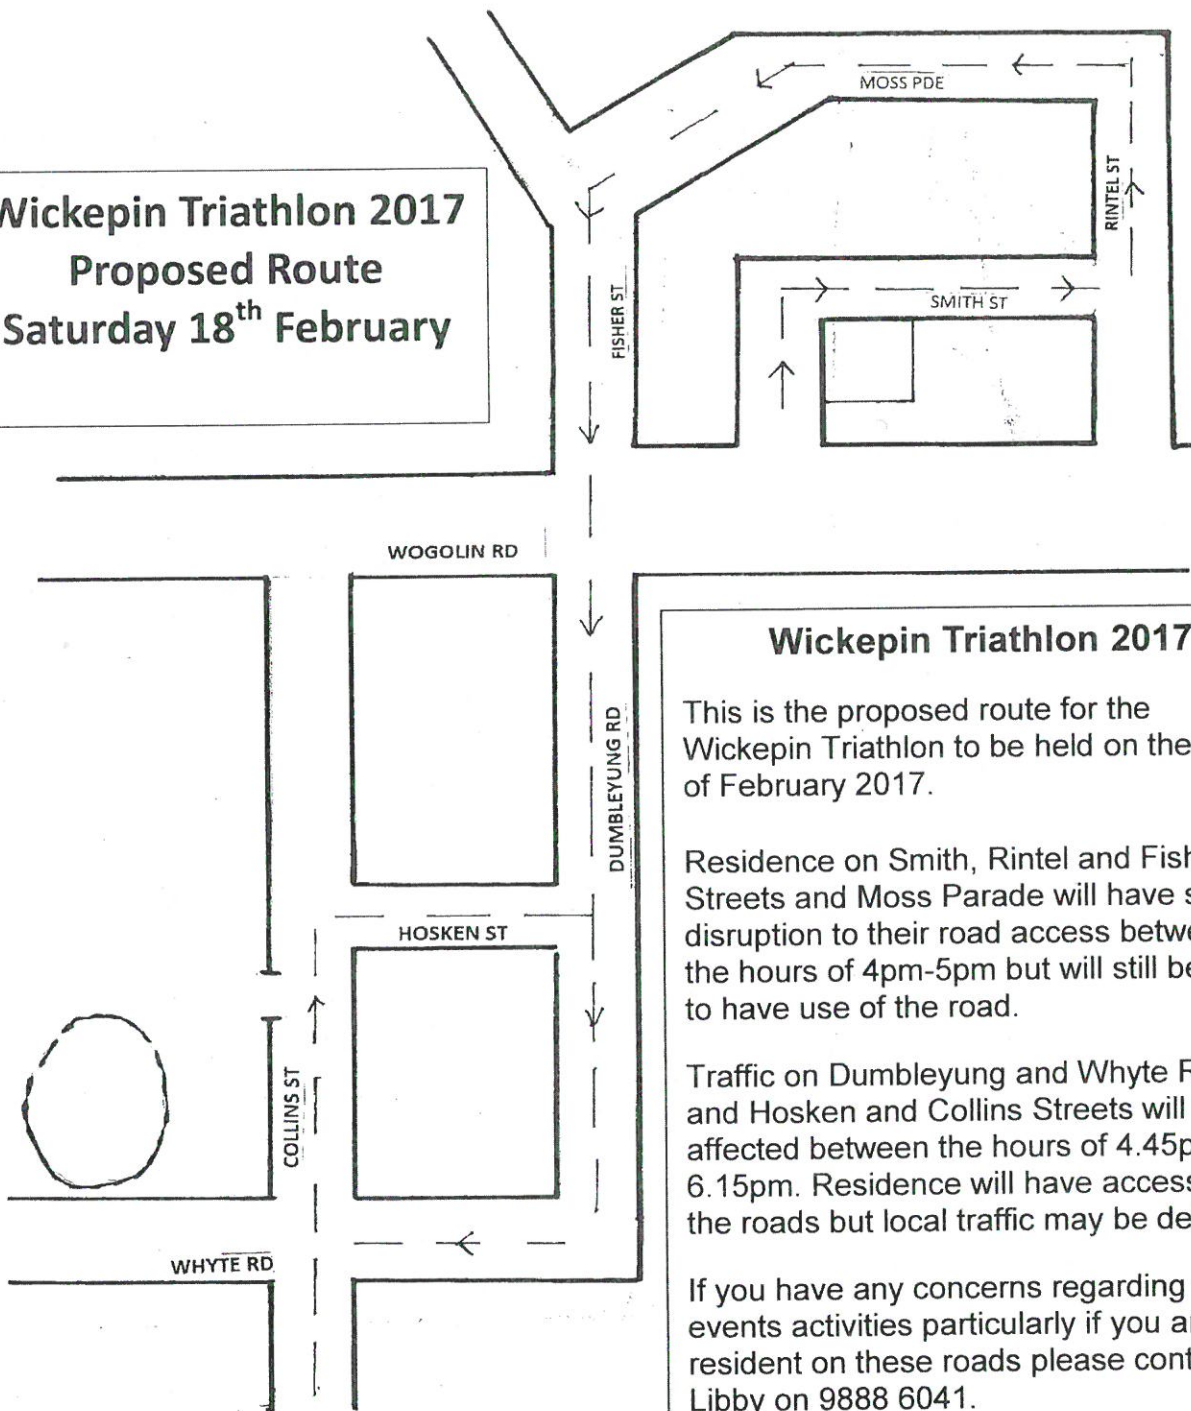 Wickepin Triathlon 2017
Proposed Route
Saturday 18th February
MOSS PDE
RINTEL ST
SMITH ST
FISHER ST
WOGOLIN RD
DUMBLEYUNG RD
HOSKEN ST
COLLINS ST
WHYTE RD
Wickepin Triathlon 2017
This is the proposed route for the
Wickepin Triathlon to be held on the
of February 2017.
Residence on Smith, Rintel and
Streets and Moss Parade will have
disruption to their road access
the hours of 4pm-5pm but will still
to have use of the road.
Traffic on Dumbleyung and Whyte
and Hosken and Collins Streets will
affected between the hours of
6.15pm. Residence will have
the roads but local traffic may be
If you have any concerns regarding
events activities particularly if you
resident on these roads please
Libby on 9888 6041.